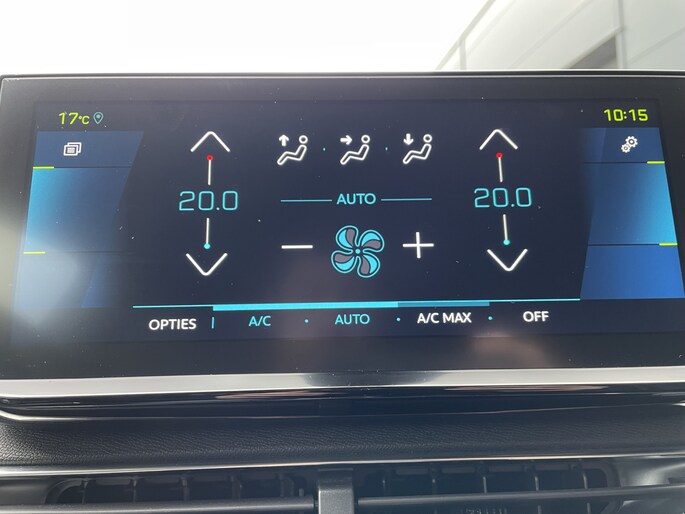 17°C 10:15
20.0 20.0
AUTO
OPTIES A/C AUTO A/C MAX OFF